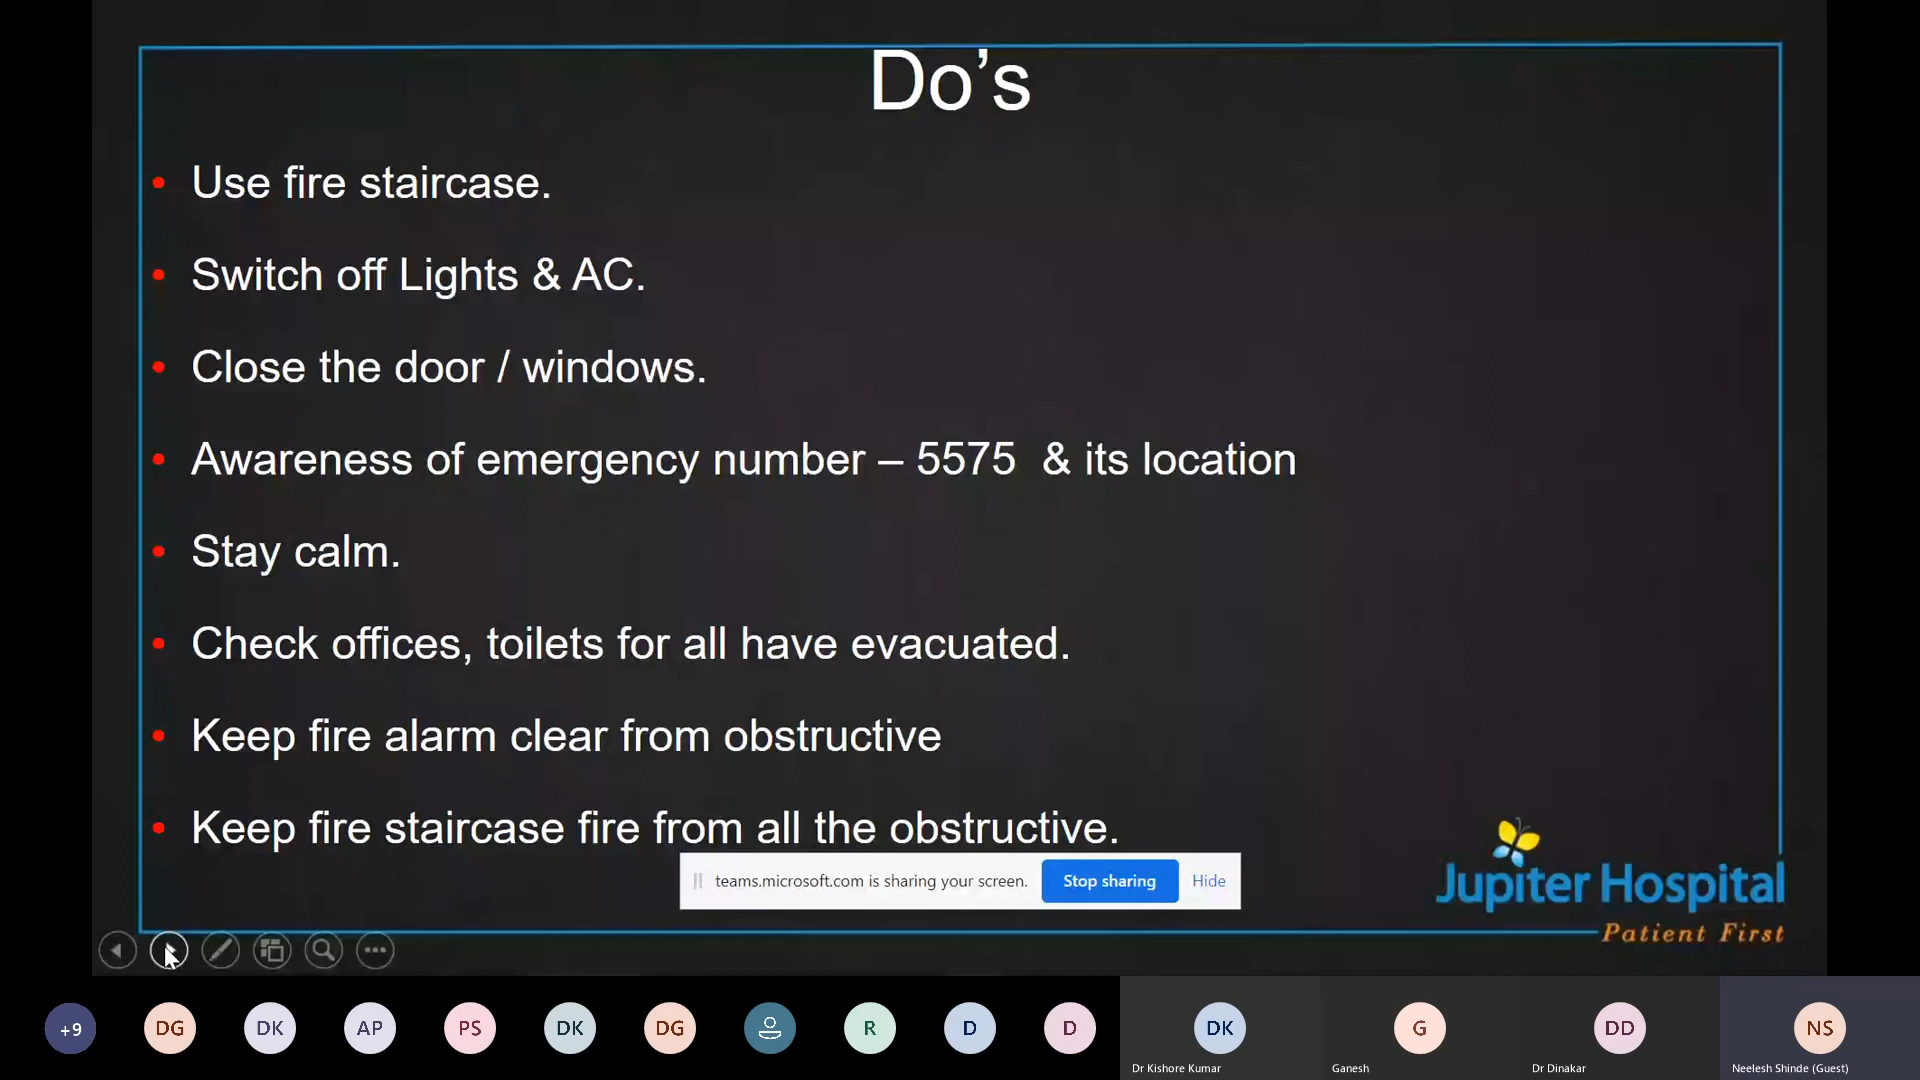 Do’s
Use fire staircase.
Switch off Lights & AC.
Close the door / windows.
Awareness of emergency number – 5575 & its location
Stay calm.
Check offices, toilets for all have evacuated.
Keep fire alarm clear from obstructive
Keep fire staircase fire from all the obstructive.
teams.microsoft.com is sharing your screen. Stop sharing Hide
Jupiter Hospital
Patient First
+9 DG DK AP PS DK DG R D D DK G DD NS
Dr Kishore Kumar Ganesh Dr Dinakar Neelesh Shinde (Guest)